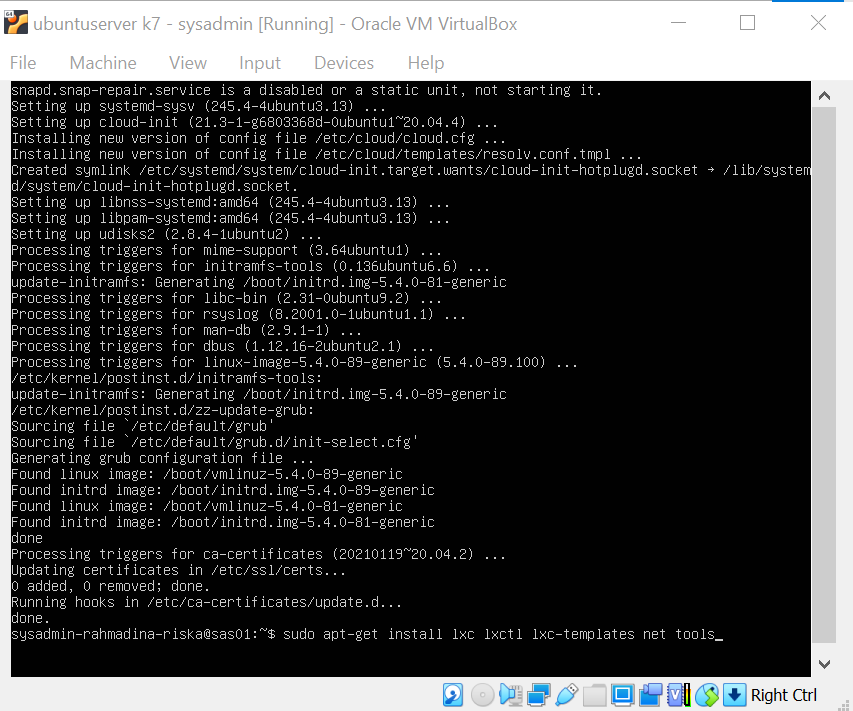 ubuntuserver k7 - sysadmin [Running] - Oracle VM VirtualBox
File Machine View Input Devices Help
snapd.snap-repair.service is a disabled or a static unit, not starting it.
Setting up systemd-sysv (245.4-4ubuntu3.13) ...
Setting up cloud-init (21.3-1-g6803368d-0ubuntu1~20.04.4) ...
Installing new version of config file /etc/cloud/cloud.cfg ...
Installing new version of config file /etc/cloud/templates/resolv.conf.tmpl ...
Created symlink /etc/systemd/system/cloud-init.target.wants/cloud-init-hotplugd.socket → /lib/system
d/system/cloud-init-hotplugd.socket.
Setting up libnss-systemd:amd64 (245.4-4ubuntu3.13) ...
Setting up libpam-systemd:amd64 (245.4-4ubuntu3.13) ...
Setting up udisks2 (2.8.4-1ubuntu2) ...
Processing triggers for mime-support (3.64ubuntu1) ...
Processing triggers for initramfs-tools (0.136ubuntu6.6) ...
update-initramfs: Generating /boot/initrd.img-5.4.0-81-generic
Processing triggers for libc-bin (2.31-0ubuntu9.2) ...
Processing triggers for rsyslog (8.2001.0-1ubuntu1.1) ...
Processing triggers for man-db (2.9.1-1) ...
Processing triggers for dbus (1.12.16-2ubuntu2.1) ...
Processing triggers for linux-image-5.4.0-89-generic (5.4.0-89.100) ...
/etc/kernel/postinst.d/initramfs-tools:
update-initramfs: Generating /boot/initrd.img-5.4.0-89-generic
/etc/kernel/postinst.d/zz-update-grub:
Sourcing file `/etc/default/grub'
Sourcing file `/etc/default/grub.d/init-select.cfg'
Generating grub configuration file ...
Found linux image: /boot/vmlinuz-5.4.0-89-generic
Found initrd image: /boot/initrd.img-5.4.0-89-generic
Found linux image: /boot/vmlinuz-5.4.0-81-generic
Found initrd image: /boot/initrd.img-5.4.0-81-generic
done
Processing triggers for ca-certificates (20210119~20.04.2) ...
Updating certificates in /etc/ssl/certs...
0 added, 0 removed; done.
Running hooks in /etc/ca-certificates/update.d...
done.
sysadmin-rahmadina-riska@sas01:~$ sudo apt-get install lxc lxctl lxc-templates net tools_
Right Ctrl